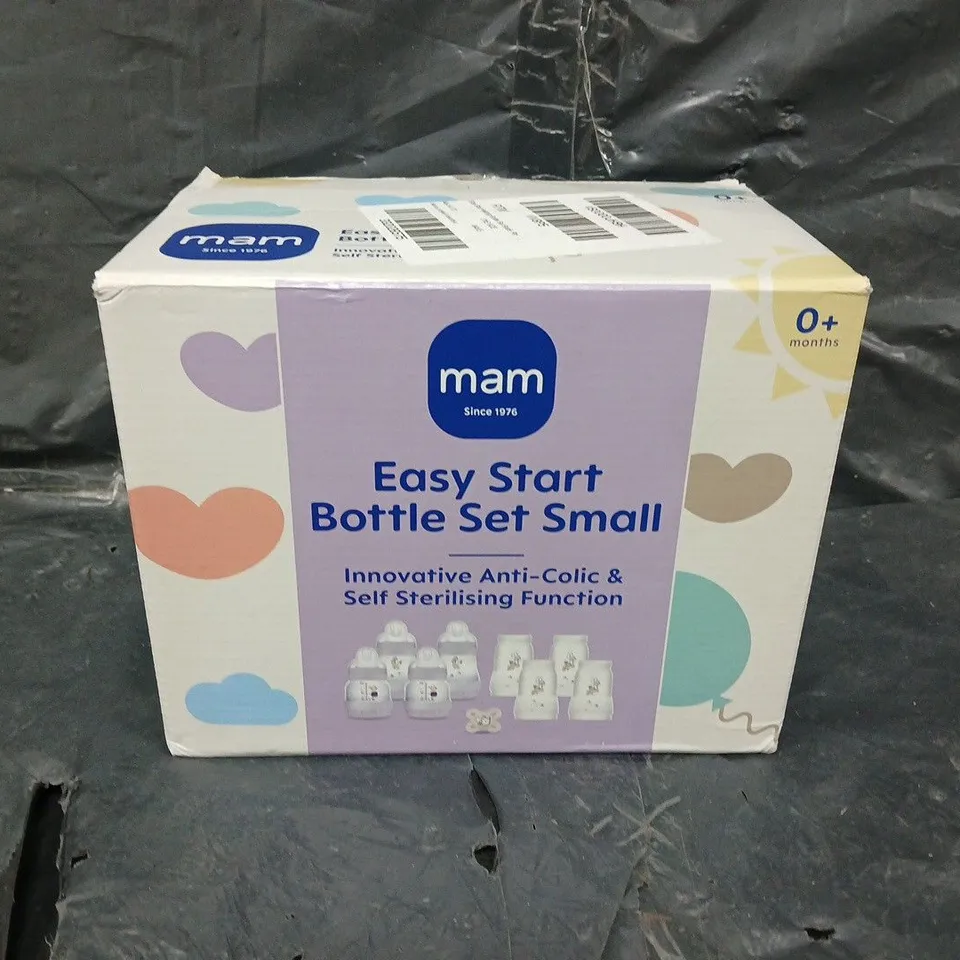 mam
Since 1976
0+
mam
Since 1976
Easy Start
Bottle Set Small
Innovative Anti-Colic &
Self Sterilising Function
0+
months